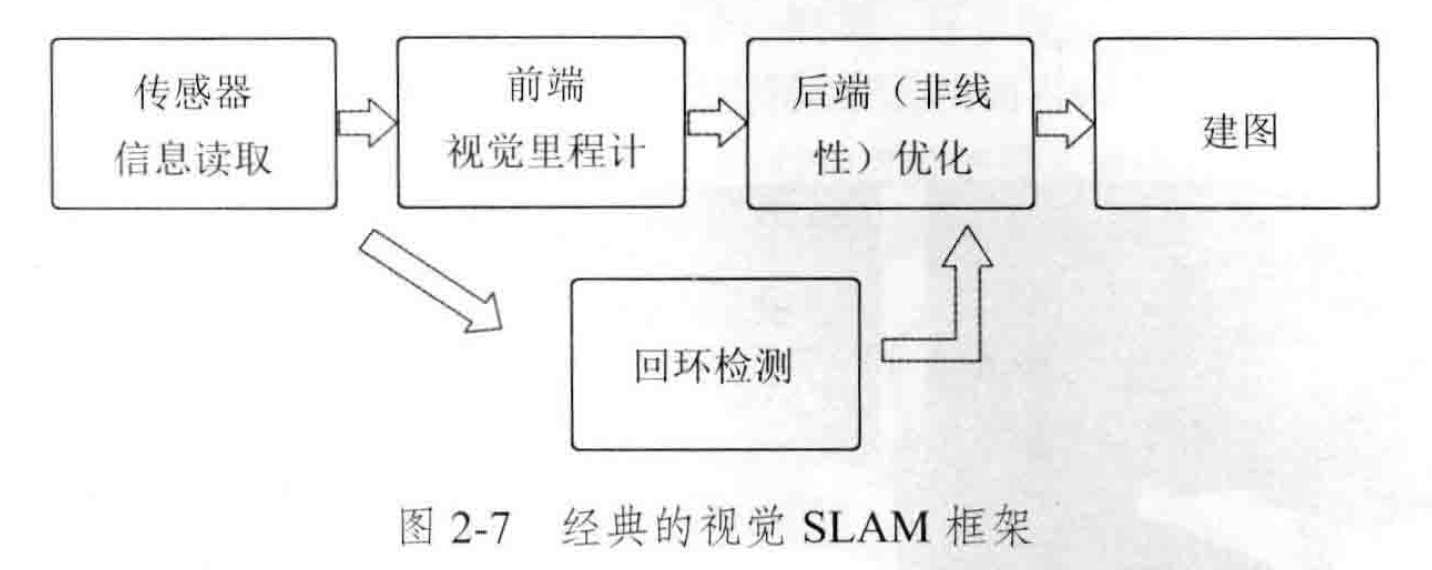 传感器
信息读取
前端
视觉里程计
后端（非线
性）优化
建图
回环检测
图 2-7 经典的视觉 SLAM 框架